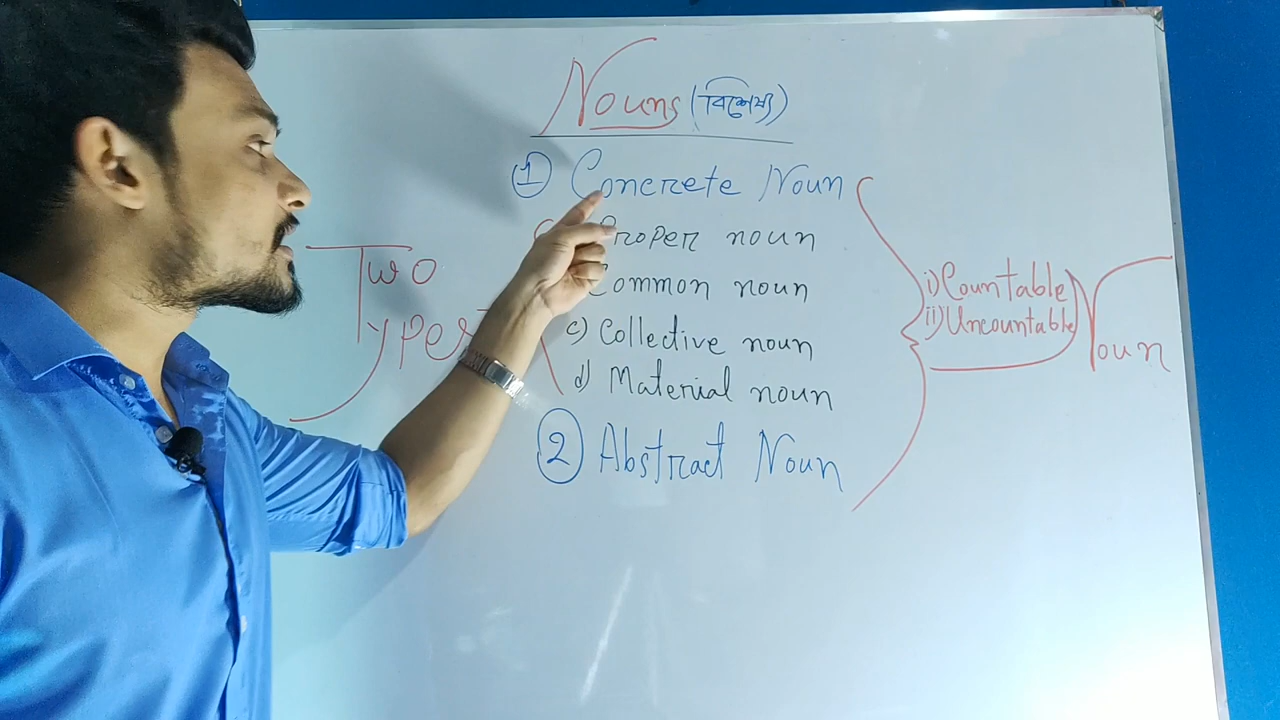 Nouns (বিশেষ্য)
① Concrete Noun
Proper noun
Common noun
c) Collective noun
d) Material noun
② Abstract Noun
Two
Types
i) Countable
ii) Uncountable
Noun